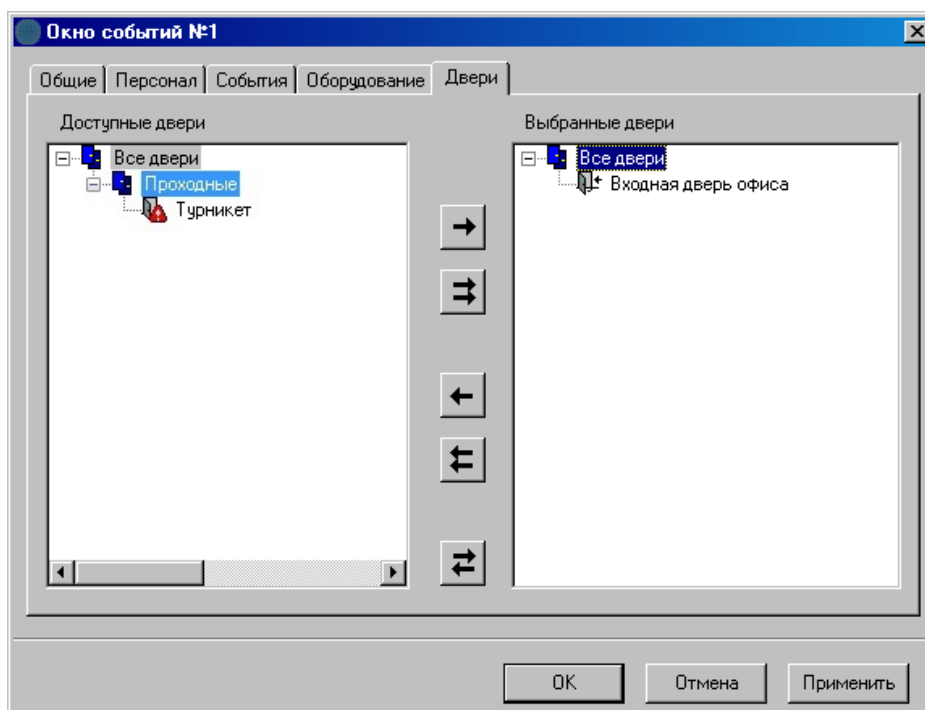 Окно событий №1
Общие Персонал События Оборудование Двери
Доступные двери Выбранные двери
Все двери Все двери
Проходные Входная дверь офиса
Турникет
OK Отмена Применить